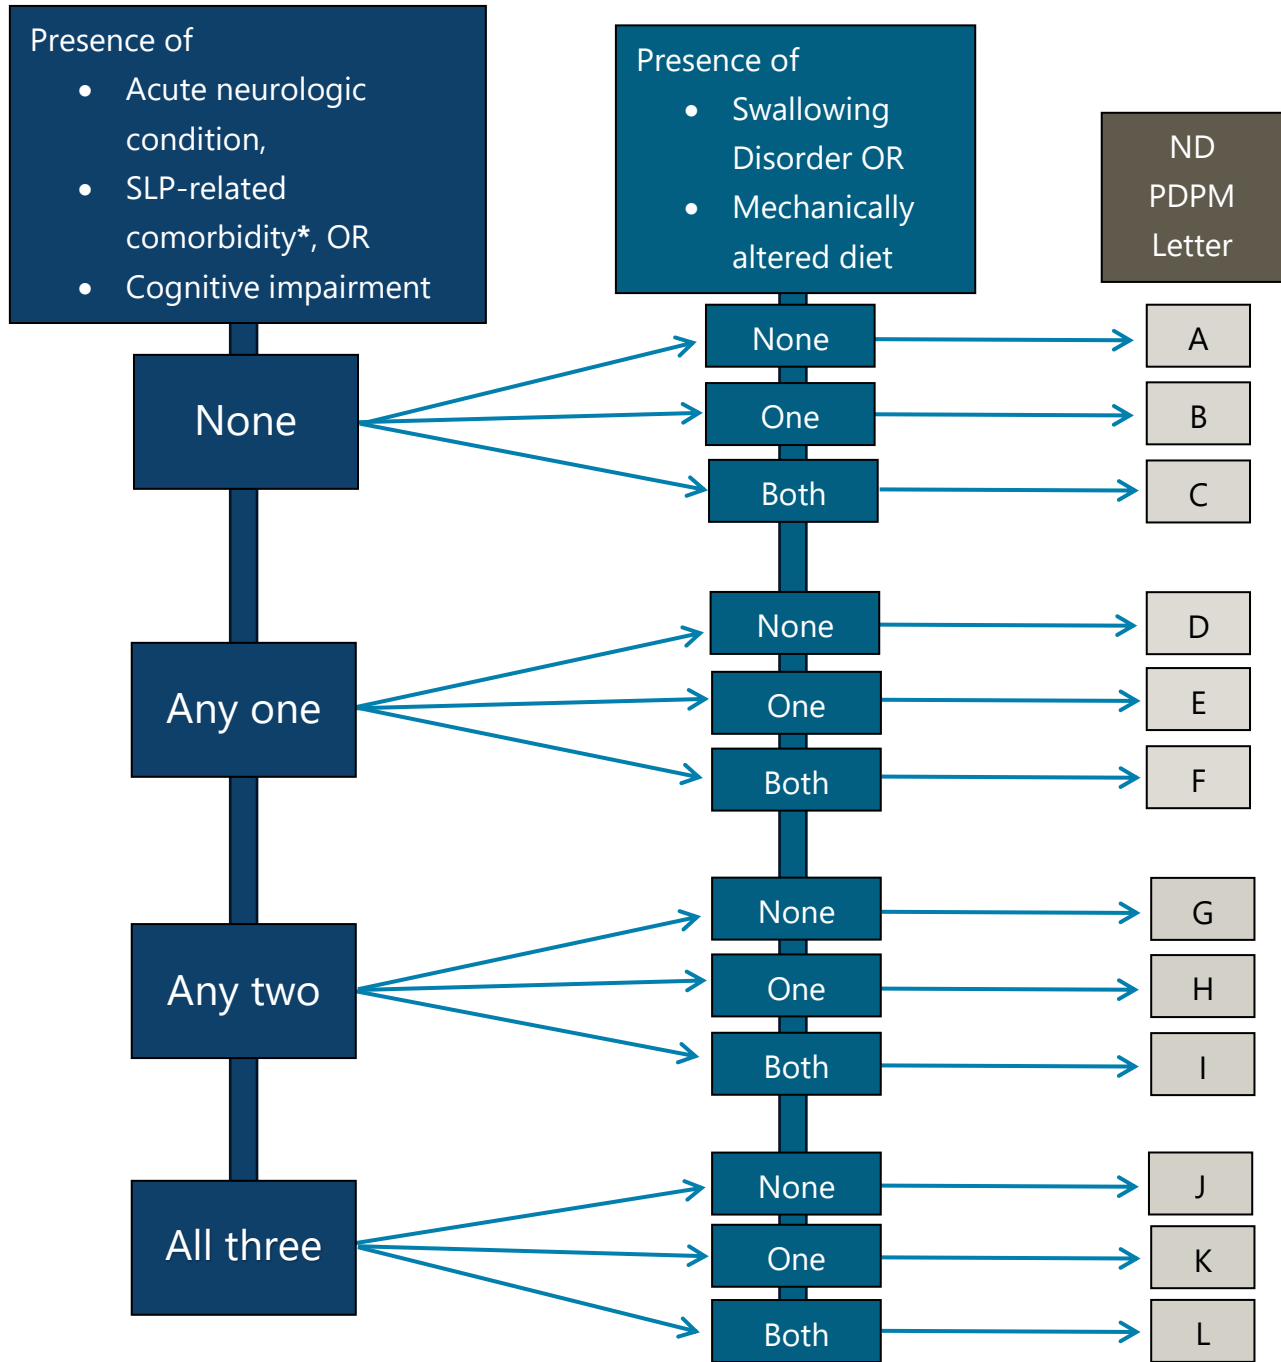 Presence of
• Acute neurologic
condition,
• SLP-related
comorbidity*, OR
• Cognitive impairment
Presence of
• Swallowing
Disorder OR
• Mechanically
altered diet
ND
PDPM
Letter
None
None
A
One
B
Both
C
Any one
None
D
One
E
Both
F
Any two
None
G
One
H
Both
I
All three
None
J
One
K
Both
L